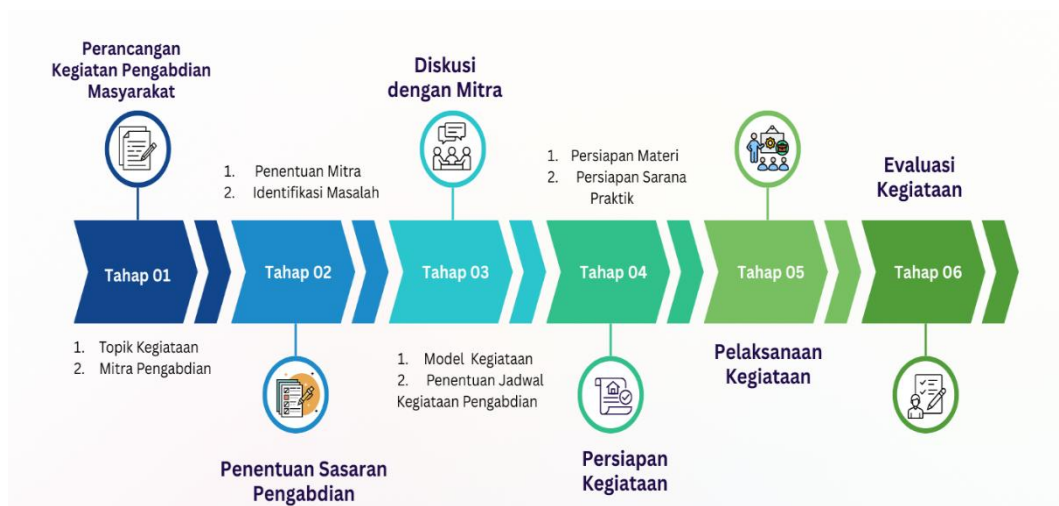 Perancangan
Kegiatan Pengabdian
Masyarakat
Tahap 01
1. Topik Kegiataan
2. Mitra Pengabdian
1. Penentuan Mitra
2. Identifikasi Masalah
Tahap 02
Penentuan Sasaran
Pengabdian
Diskusi
dengan Mitra
Tahap 03
1. Model Kegiataan
2. Penentuan Jadwal
Kegiataan Pengabdian
1. Persiapan Materi
2. Persiapan Sarana
Praktik
Tahap 04
Persiapan
Kegiataan
Tahap 05
Pelaksanaan
Kegiataan
Evaluasi
Kegiataan
Tahap 06